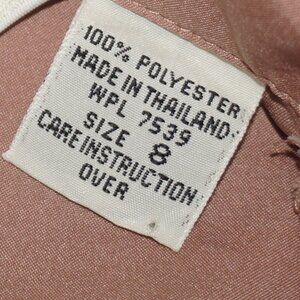 100% POLYESTER
MADE IN THAILAND
WPL 7539
SIZE 8
CARE INSTRUCTION
OVER